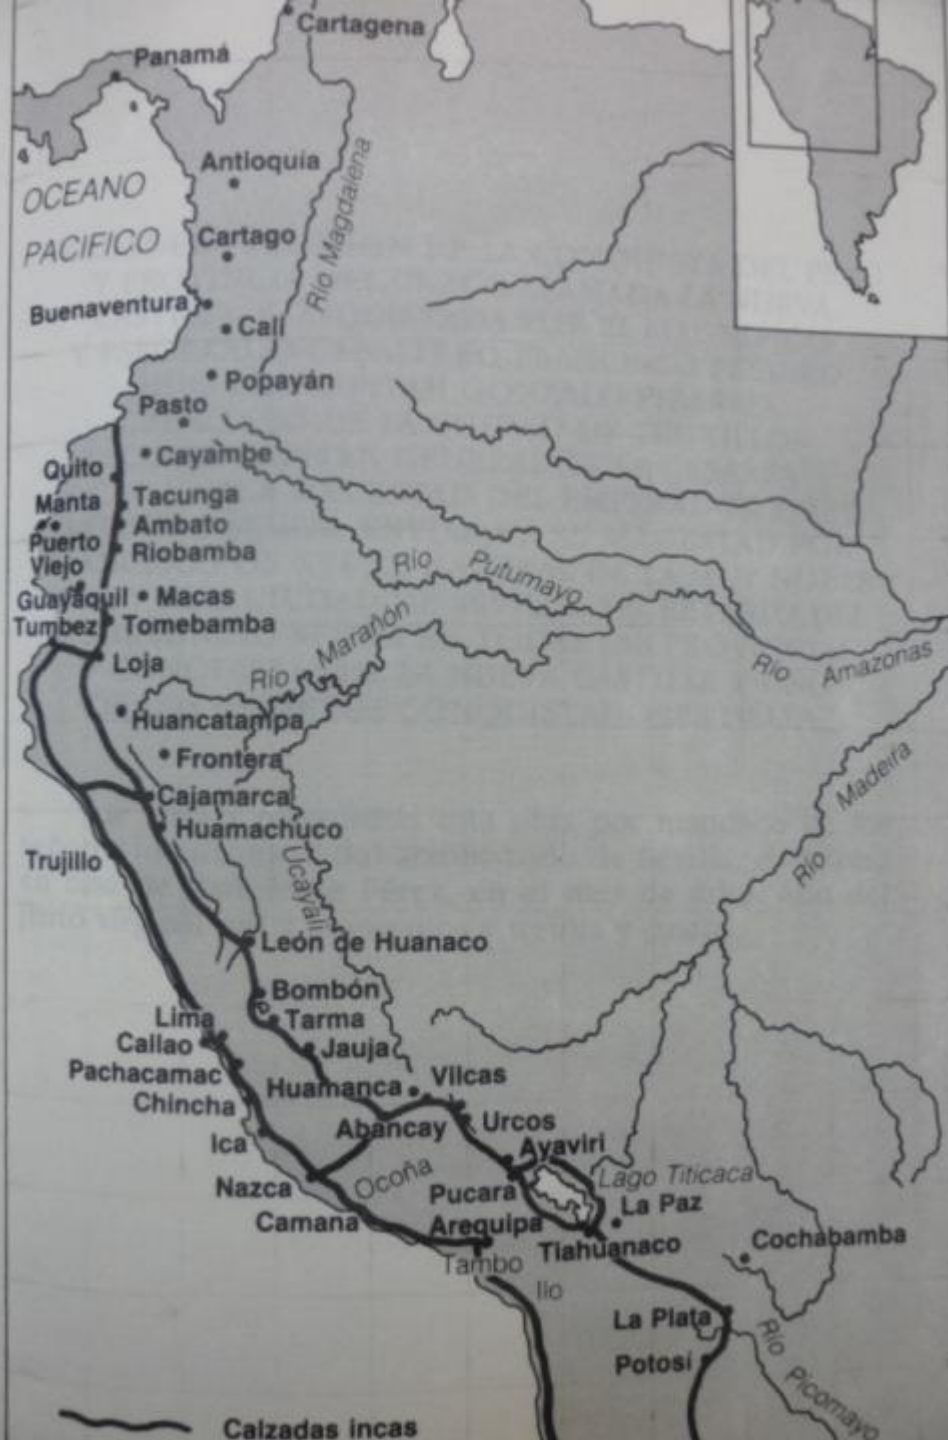 Cartagena
Panamá
Antioquía
Río Magdalena
OCEANO
PACIFICO
Cartago
Buenaventura
Cali
Popayán
Pasto
Cayambe
Quito
Manta
Tacunga
Ambato
Puerto
Viejo
Riobamba
Río Putumayo
Guayaquil
Macas
Tumbez
Tomebamba
Río Marañón
Río Amazonas
Loja
Huancatampa
Frontera
Río Madeira
Cajamarca
Huamachuco
Trujillo
Ucayali
León de Huanaco
Bombón
Lima
Tarma
Callao
Jauja
Pachacamac
Huamanca
Vilcas
Chincha
Abancay
Urcos
Ica
Ayaviri
Ocoña
Lago Titicaca
Nazca
Pucara
La Paz
Camana
Arequipa
Tiahuanaco
Cochabamba
Tambo
Ilo
La Plata
Río Picomayo
Potosí
Calzadas incas